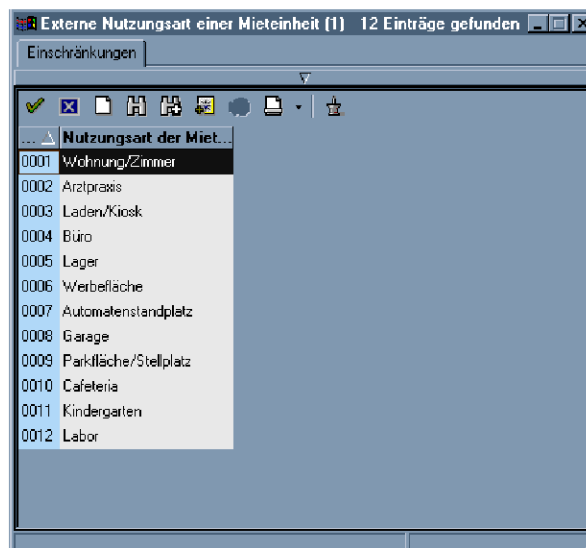 Externe Nutzungsart einer Mieteinheit (1) 12 Einträge gefunden
Einschränkungen
... Nutzungsart der Miet...
0001 Wohnung/Zimmer
0002 Arztpraxis
0003 Laden/Kiosk
0004 Büro
0005 Lager
0006 Werbefläche
0007 Automatenstandplatz
0008 Garage
0009 Parkfläche/Stellplatz
0010 Cafeteria
0011 Kindergarten
0012 Labor